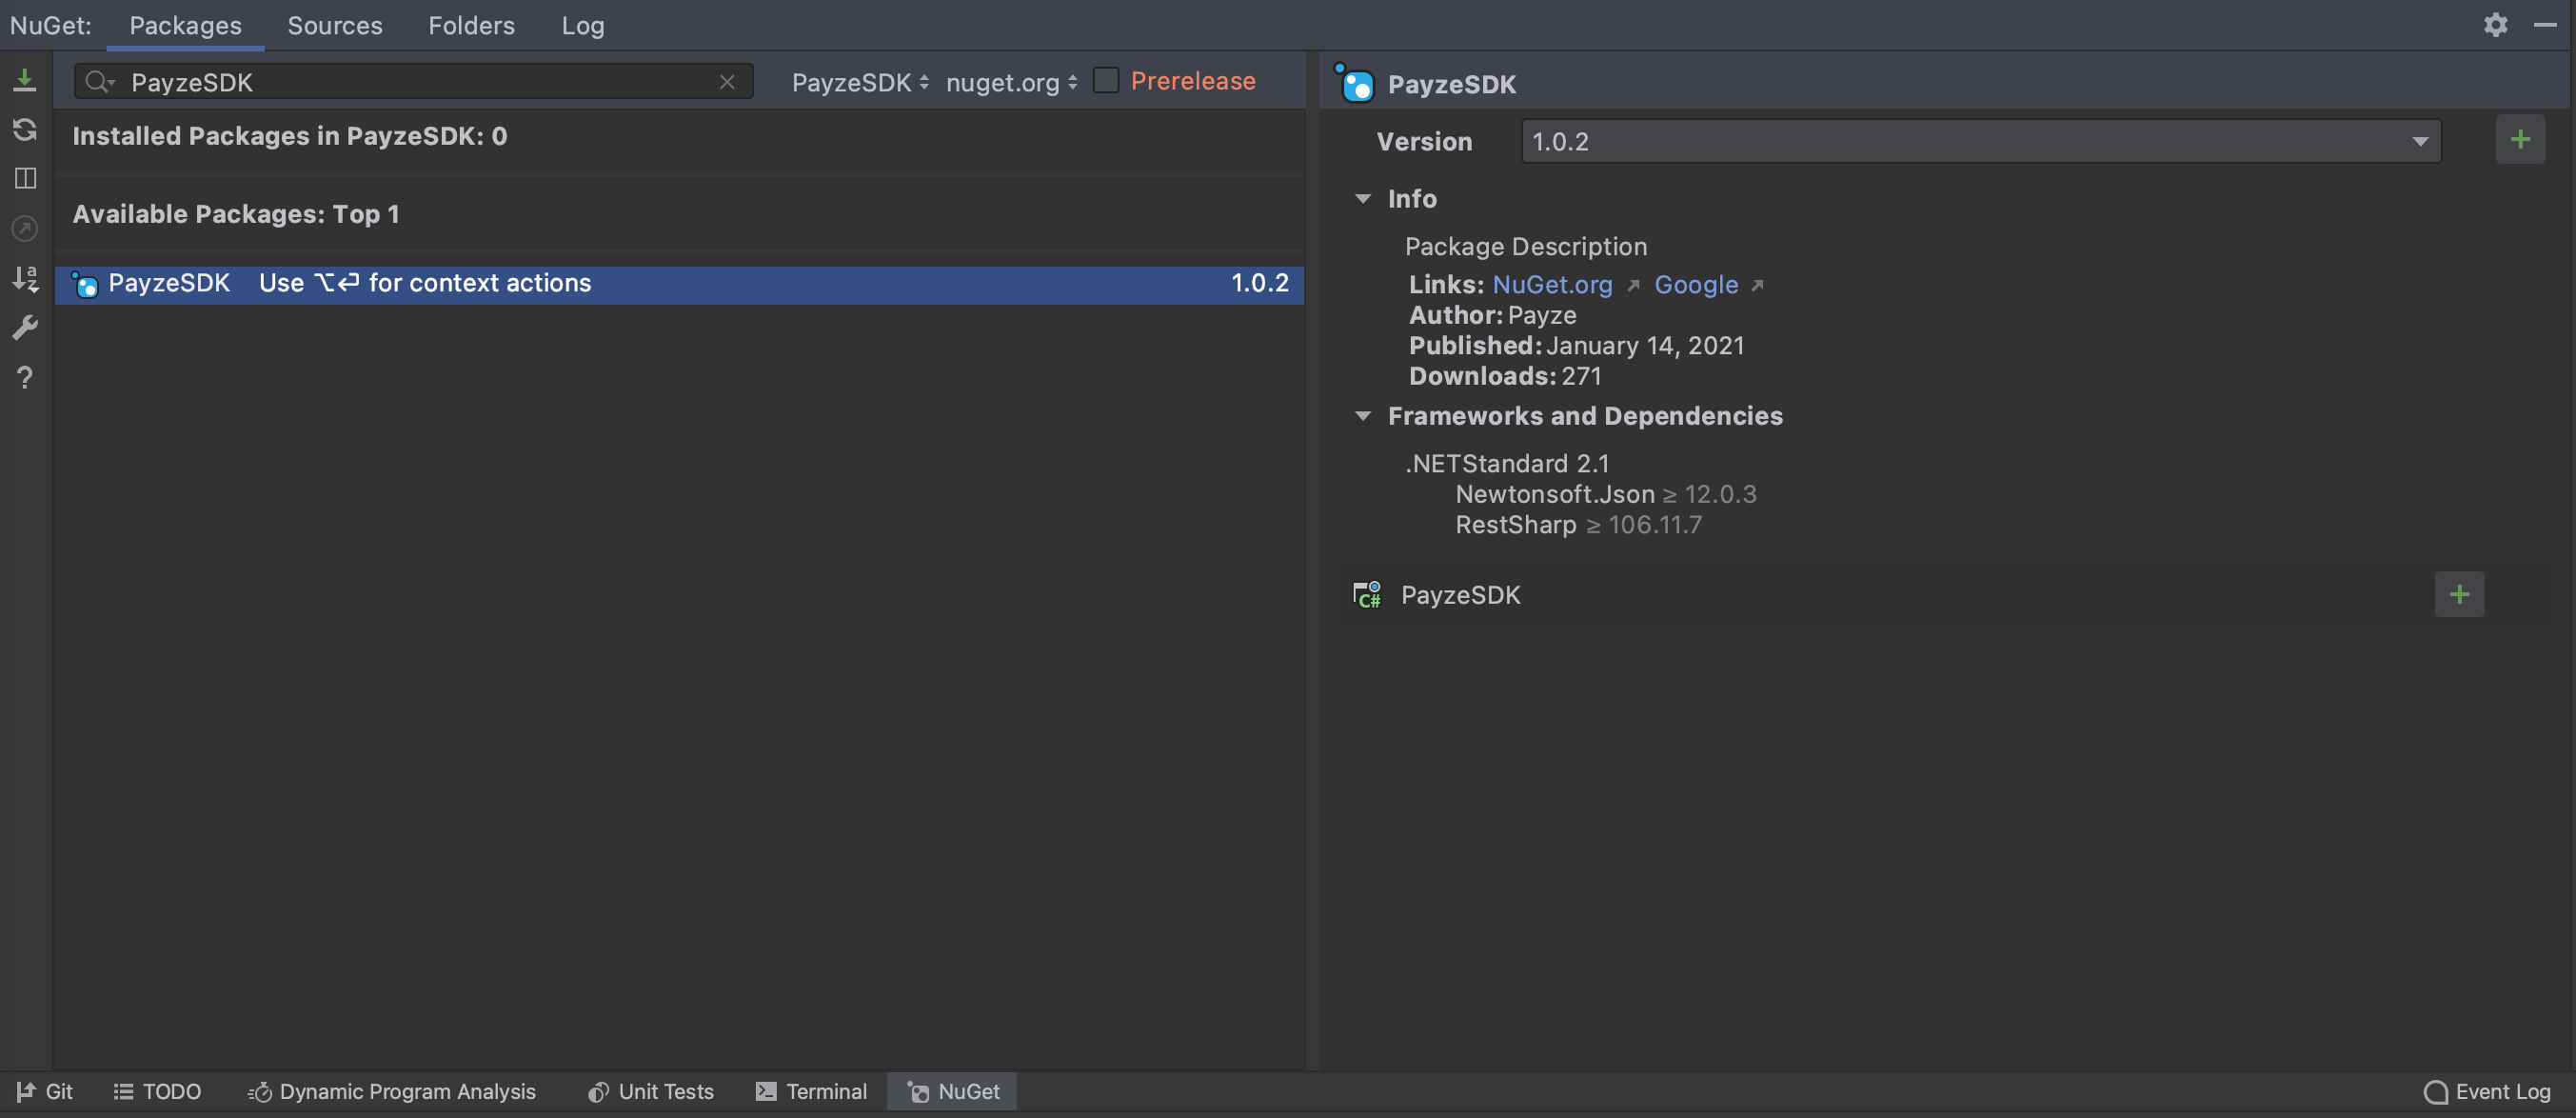 NuGet: Packages Sources Folders Log
PayzeSDK PayzeSDK nuget.org Prerelease
Installed Packages in PayzeSDK: 0
Available Packages: Top 1
PayzeSDK Use ⌥⏎ for context actions 1.0.2
PayzeSDK
Version 1.0.2
Info
Package Description
Links: NuGet.org Google
Author: Payze
Published: January 14, 2021
Downloads: 271
Frameworks and Dependencies
.NETStandard 2.1
Newtonsoft.Json ≥ 12.0.3
RestSharp ≥ 106.11.7
C# PayzeSDK
Git TODO Dynamic Program Analysis Unit Tests Terminal NuGet Event Log